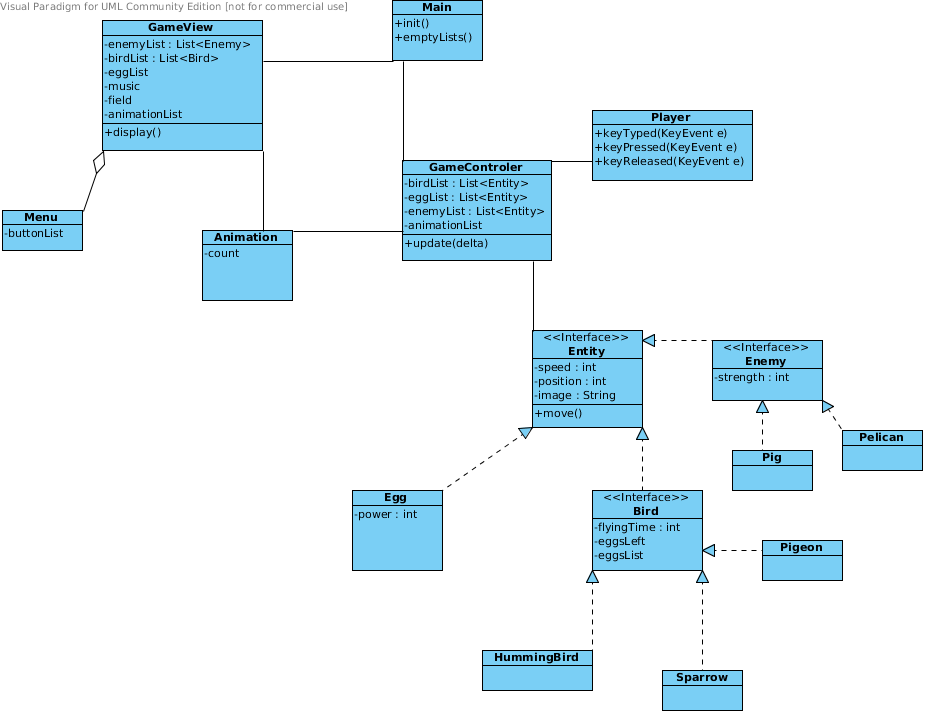 Visual Paradigm for UML Community Edition [not for commercial use]
Main
+init()
+emptyLists()
GameView
-enemyList : List<Enemy>
-birdList : List<Bird>
-eggList
-music
-field
-animationList
+display()
Player
+keyTyped(KeyEvent e)
+keyPressed(KeyEvent e)
+keyReleased(KeyEvent e)
GameControler
-birdList : List<Entity>
-eggList : List<Entity>
-enemyList : List<Entity>
-animationList
+update(delta)
Menu
-buttonList
Animation
-count
<<Interface>>
Entity
-speed : int
-position : int
-image : String
+move()
<<Interface>>
Enemy
-strength : int
Pelican
Pig
Egg
-power : int
<<Interface>>
Bird
-flyingTime : int
-eggsLeft
-eggsList
Pigeon
HummingBird
Sparrow